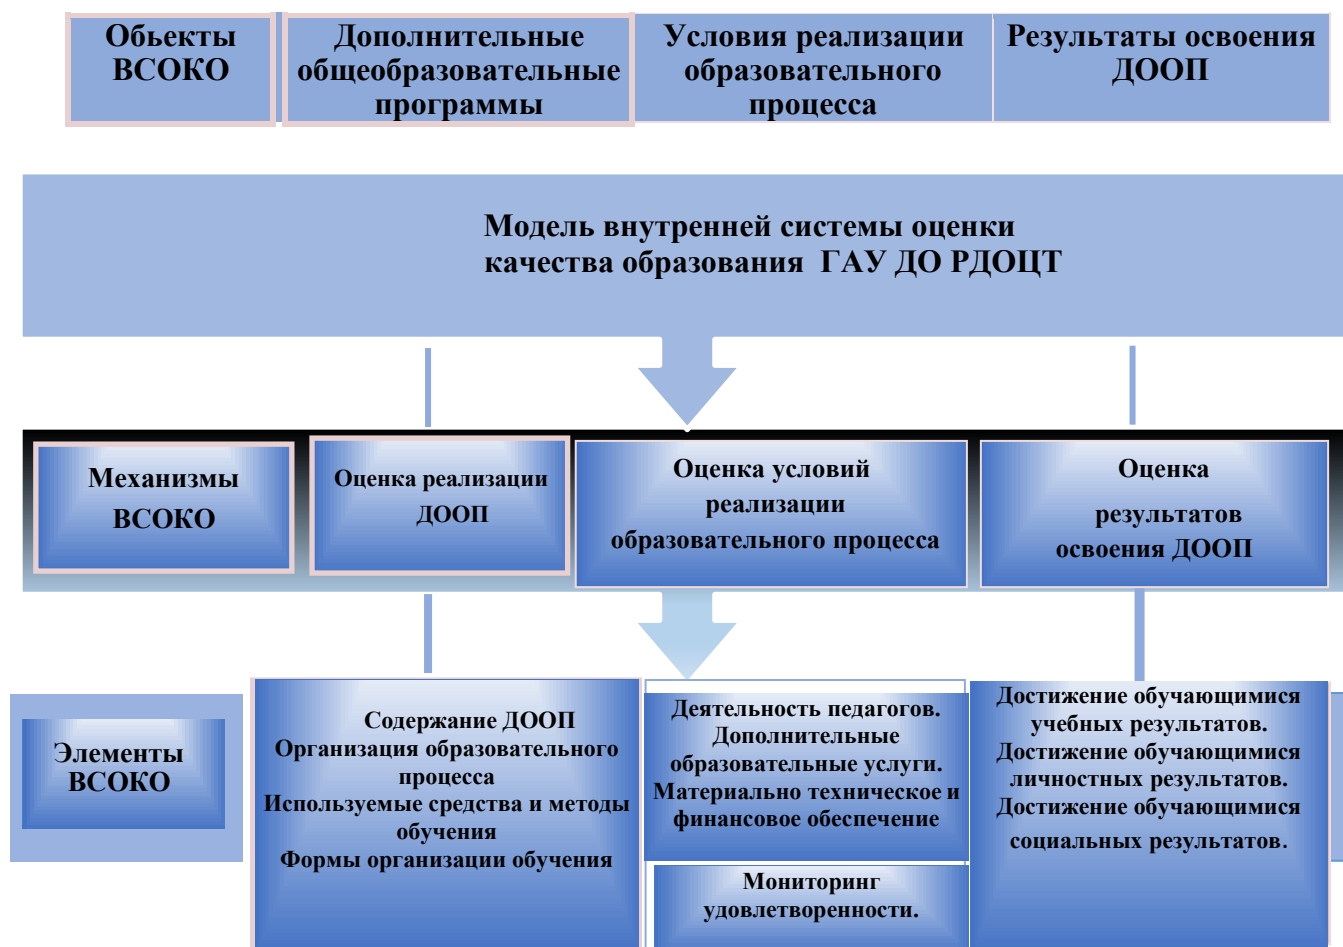 Обьекты
ВСОКО
Дополнительные
общеобразовательные
программы
Условия реализации
образовательного
процесса
Результаты освоения
ДООП
Модель внутренней системы оценки
качества образования ГАУ ДО РДОЦТ
Механизмы
ВСОКО
Оценка реализации
ДООП
Оценка условий
реализации
образовательного процесса
Оценка
результатов
освоения ДООП
Элементы
ВСОКО
Содержание ДООП
Организация образовательного
процесса
Используемые средства и методы
обучения
Формы организации обучения
Деятельность педагогов.
Дополнительные
образовательные услуги.
Материально техническое и
финансовое обеспечение
Мониторинг
удовлетворенности.
Достижение обучающимися
учебных результатов.
Достижение обучающимися
личностных результатов.
Достижение обучающимися
социальных результатов.